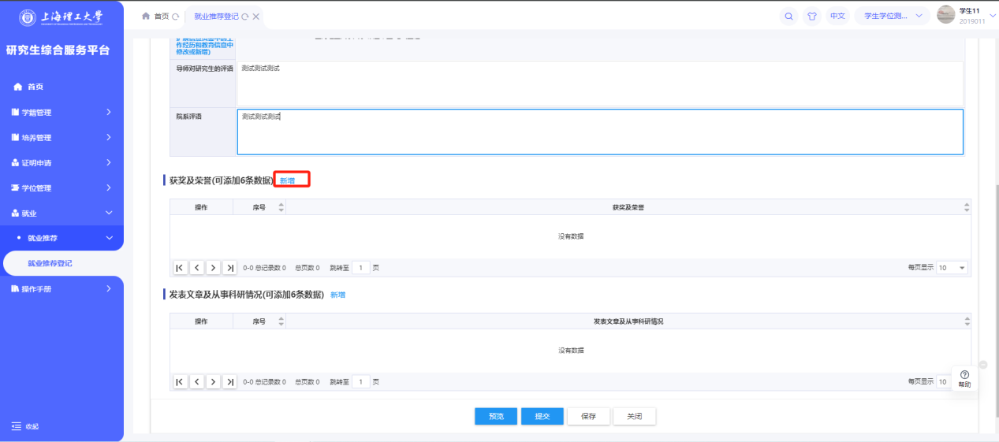 上海理工大学
首页
就业推荐登记
中文
学生学位测...
学生11
2019011
研究生综合服务平台
首页
学籍管理
培养管理
证明申请
学位管理
就业
就业推荐
就业推荐登记
操作手册
收起
作经历和教育信息中
修改或新增)
导师对研究生的评语 测试测试测试
院系评语 测试测试测试
获奖及荣誉(可添加6条数据) 新增
操作 序号 获奖及荣誉
没有数据
0-0 总记录数 0 总页数 0 跳转至 1 页 每页显示 10
发表文章及从事科研情况(可添加6条数据) 新增
操作 序号 发表文章及从事科研情况
没有数据
0-0 总记录数 0 总页数 0 跳转至 1 页 每页显示 10
帮助
预览 提交 保存 关闭